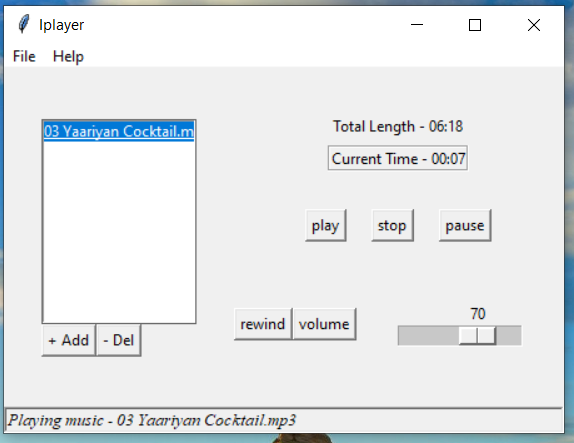 Iplayer
File Help
03 Yaariyan Cocktail.m
Total Length - 06:18
Current Time - 00:07
play stop pause
70
rewind volume
+ Add - Del
Playing music - 03 Yaariyan Cocktail.mp3